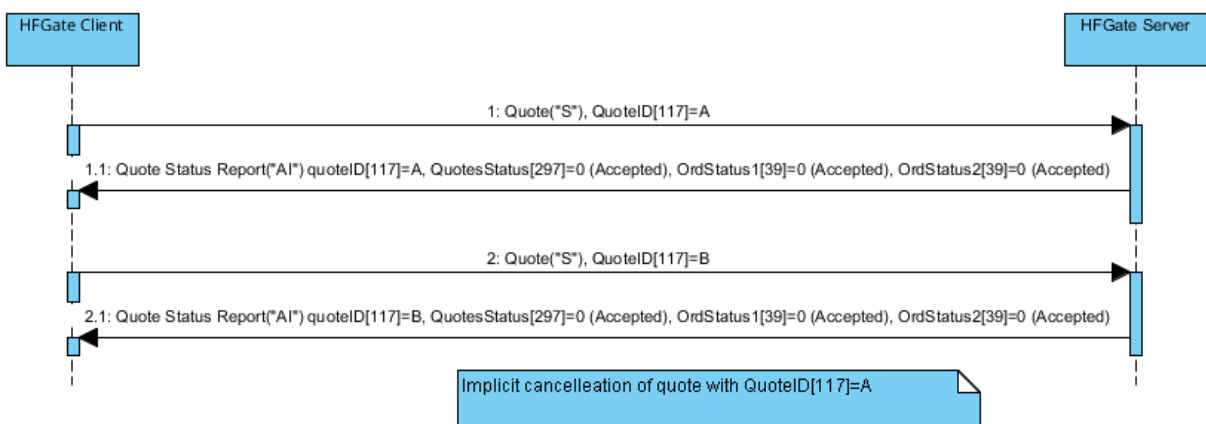 HFGate Client
HFGate Server
1: Quote("S"), QuoteID[117]=A
1.1: Quote Status Report("AI") quoteID[117]=A, QuotesStatus[297]=0 (Accepted), OrdStatus1[39]=0 (Accepted), OrdStatus2[39]=0 (Accepted)
2: Quote("S"), QuoteID[117]=B
2.1: Quote Status Report("AI") quoteID[117]=B, QuotesStatus[297]=0 (Accepted), OrdStatus1[39]=0 (Accepted), OrdStatus2[39]=0 (Accepted)
Implicit cancelleation of quote with QuoteID[117]=A